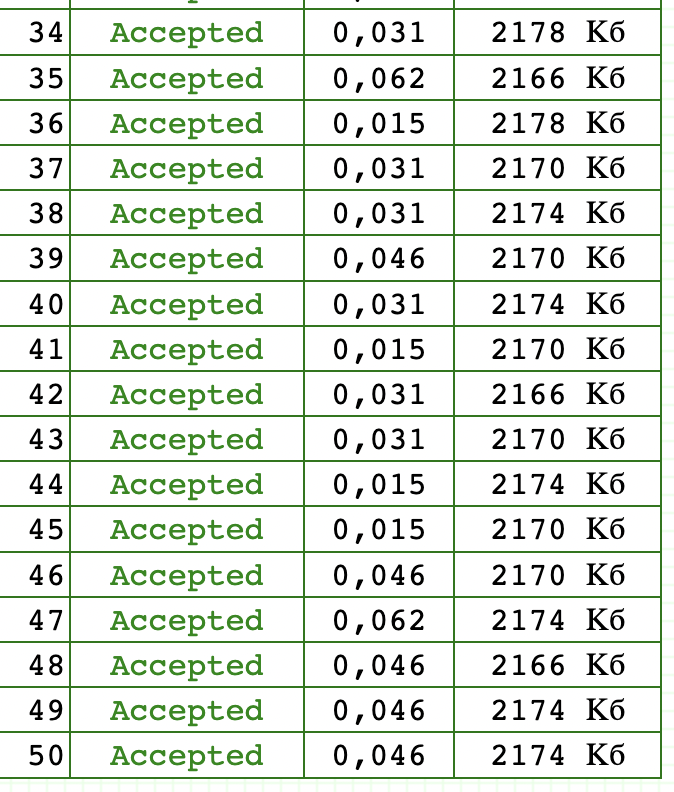 34 Accepted 0,031 2178 Кб
35 Accepted 0,062 2166 Кб
36 Accepted 0,015 2178 Кб
37 Accepted 0,031 2170 Кб
38 Accepted 0,031 2174 Кб
39 Accepted 0,046 2170 Кб
40 Accepted 0,031 2174 Кб
41 Accepted 0,015 2170 Кб
42 Accepted 0,031 2166 Кб
43 Accepted 0,031 2170 Кб
44 Accepted 0,015 2174 Кб
45 Accepted 0,015 2170 Кб
46 Accepted 0,046 2170 Кб
47 Accepted 0,062 2174 Кб
48 Accepted 0,046 2166 Кб
49 Accepted 0,046 2174 Кб
50 Accepted 0,046 2174 Кб